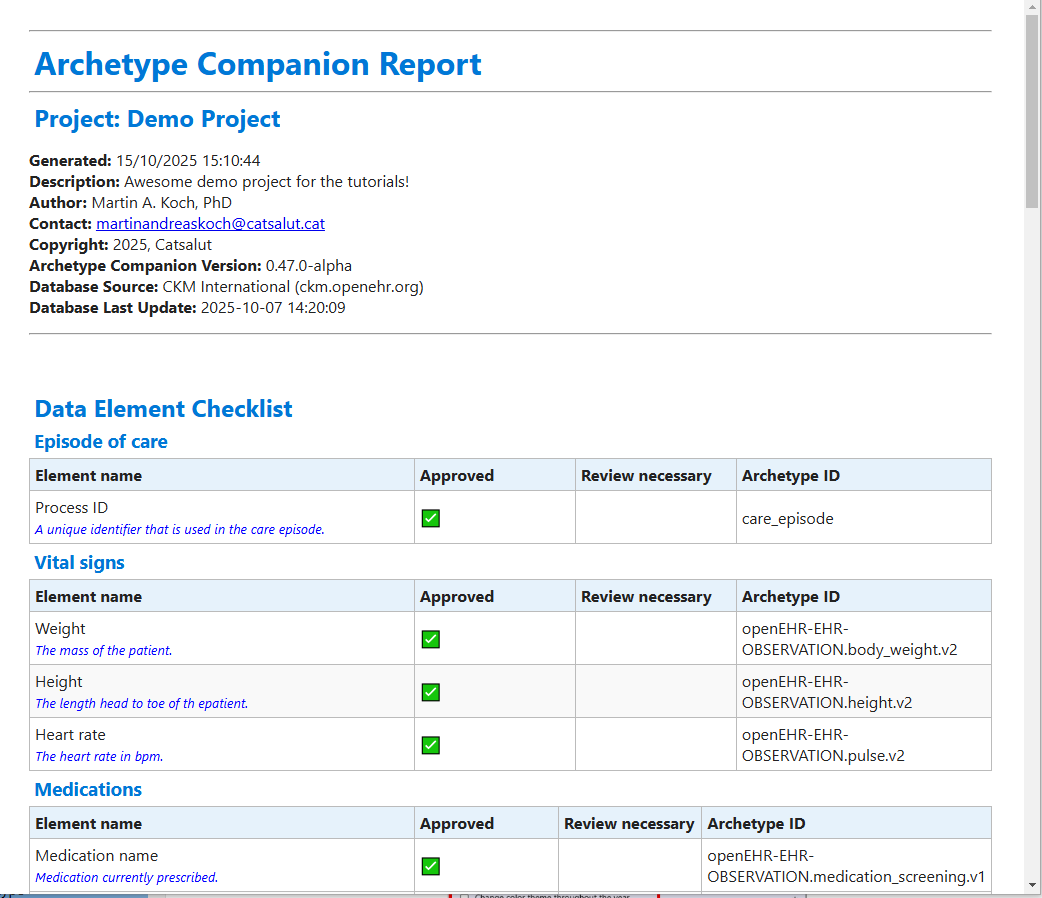 Archetype Companion Report
Project: Demo Project
Generated: 15/10/2025 15:10:44
Description: Awesome demo project for the tutorials!
Author: Martin A. Koch, PhD
Contact: martinandreaskoch@catsalut.cat
Copyright: 2025, Catsalut
Archetype Companion Version: 0.47.0-alpha
Database Source: CKM International (ckm.openehr.org)
Database Last Update: 2025-10-07 14:20:09
Data Element Checklist
Episode of care
Element name Approved Review necessary Archetype ID
Process ID
A unique identifier that is used in the care episode.
care_episode
Vital signs
Element name Approved Review necessary Archetype ID
Weight
The mass of the patient.
openEHR-EHR-
OBSERVATION.body_weight.v2
Height
The length head to toe of th epatient.
openEHR-EHR-
OBSERVATION.height.v2
Heart rate
The heart rate in bpm.
openEHR-EHR-
OBSERVATION.pulse.v2
Medications
Element name Approved Review necessary Archetype ID
Medication name
Medication currently prescribed.
openEHR-EHR-
OBSERVATION.medication_screening.v1
Change color theme throughout the year